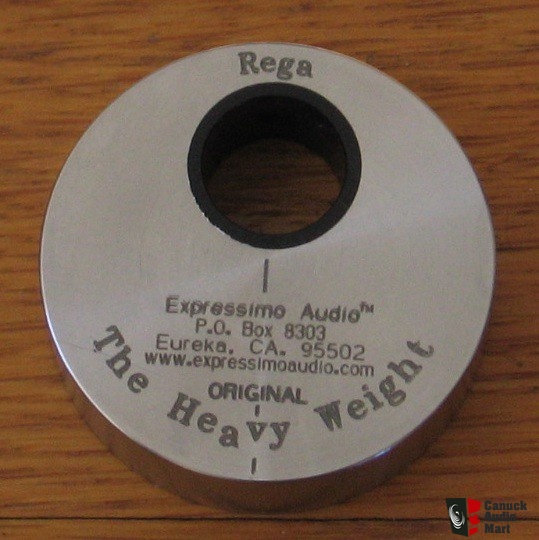 Rega
Expressimo Audio™
P.O. Box 8303
Eureka, CA. 95502
www.expressimoaudio.com
ORIGINAL
The Heavy Weight
Canuck
Audio
Mart